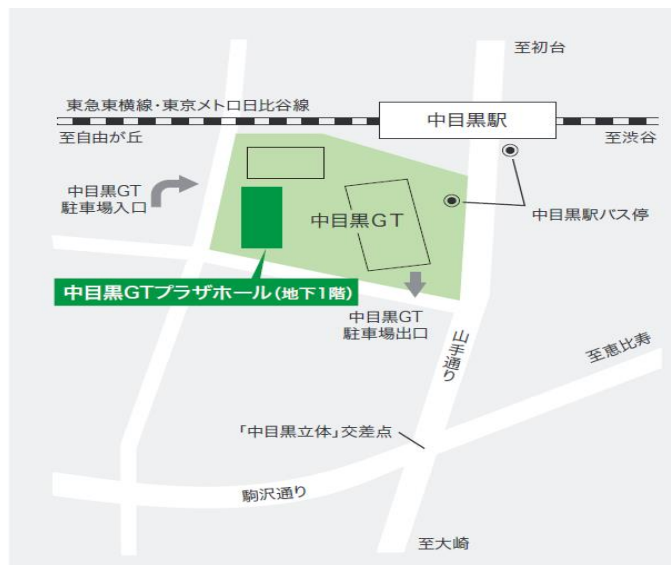 至初台
東急東横線・東京メトロ日比谷線
中目黒駅
至自由が丘
至渋谷
中目黒GT
駐車場入口
中目黒GT
中目黒駅バス停
中目黒GTプラザホール(地下1階)
中目黒GT
駐車場出口
山手通り
至恵比寿
「中目黒立体」交差点
駒沢通り
至大崎